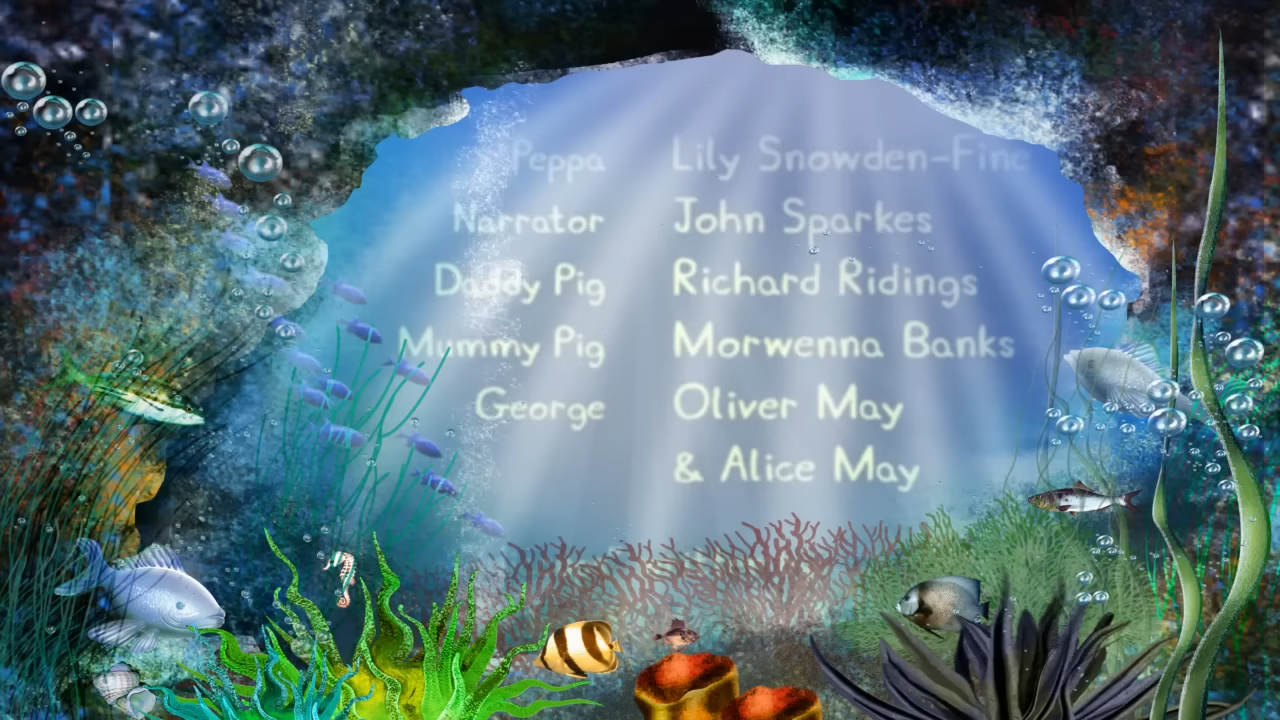 Peppa Lily Snowden-Fine
Narrator John Sparkes
Daddy Pig Richard Ridings
Mummy Pig Morwenna Banks
George Oliver May
& Alice May